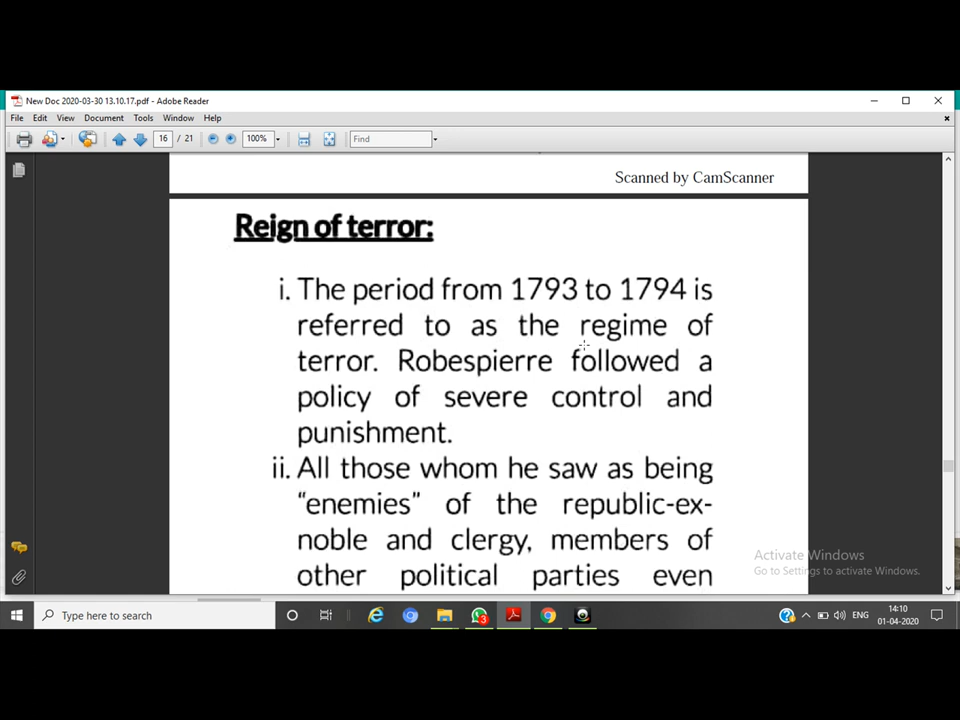 New Doc 2020-03-30 13.10.17.pdf - Adobe Reader
File Edit View Document Tools Window Help
16 / 21 100% Find
Scanned by CamScanner
Reign of terror:
i. The period from 1793 to 1794 is
referred to as the regime of
terror. Robespierre followed a
policy of severe control and
punishment.
ii. All those whom he saw as being
“enemies” of the republic-ex-
noble and clergy, members of
other political parties even
Activate Windows
Go to Settings to activate Windows.
Type here to search
3
ENG
14:10
01-04-2020